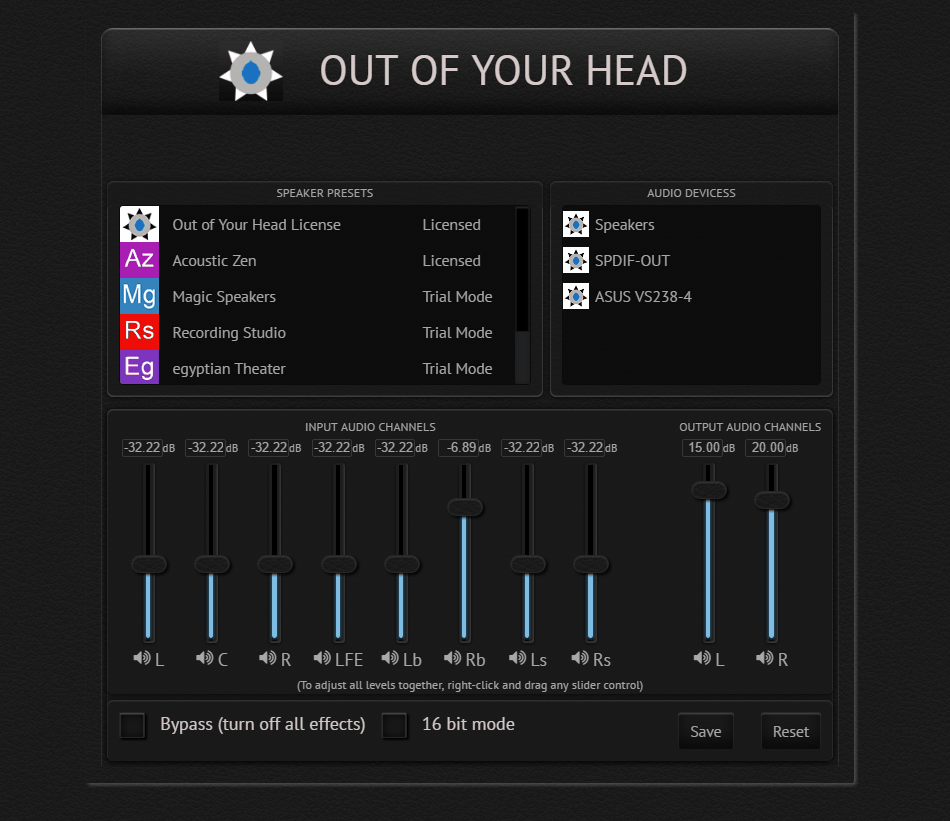 OUT OF YOUR HEAD
SPEAKER PRESETS
Out of Your Head License Licensed
Az Acoustic Zen Licensed
Mg Magic Speakers Trial Mode
Rs Recording Studio Trial Mode
Eg egyptian Theater Trial Mode
AUDIO DEVICESS
Speakers
SPDIF-OUT
ASUS VS238-4
INPUT AUDIO CHANNELS
-32.22 dB -32.22 dB -32.22 dB -32.22 dB -32.22 dB -6.89 dB -32.22 dB -32.22 dB
L C R LFE Lb Rb Ls Rs
OUTPUT AUDIO CHANNELS
15.00 dB 20.00 dB
L R
(To adjust all levels together, right-click and drag any slider control)
Bypass (turn off all effects) 16 bit mode Save Reset